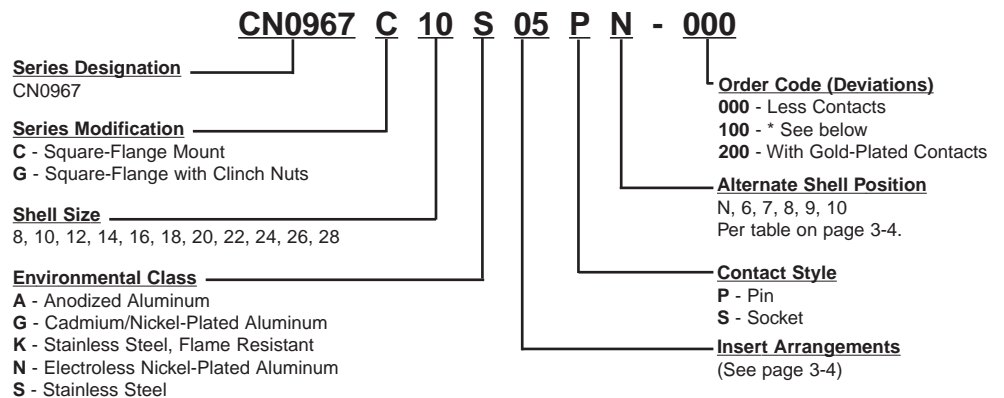 CN0967 C 10 S 05 P N - 000
Series Designation
CN0967
Series Modification
C - Square-Flange Mount
G - Square-Flange with Clinch Nuts
Shell Size
8, 10, 12, 14, 16, 18, 20, 22, 24, 26, 28
Environmental Class
A - Anodized Aluminum
G - Cadmium/Nickel-Plated Aluminum
K - Stainless Steel, Flame Resistant
N - Electroless Nickel-Plated Aluminum
S - Stainless Steel
Order Code (Deviations)
000 - Less Contacts
100 - * See below
200 - With Gold-Plated Contacts
Alternate Shell Position
N, 6, 7, 8, 9, 10
Per table on page 3-4.
Contact Style
P - Pin
S - Socket
Insert Arrangements
(See page 3-4)